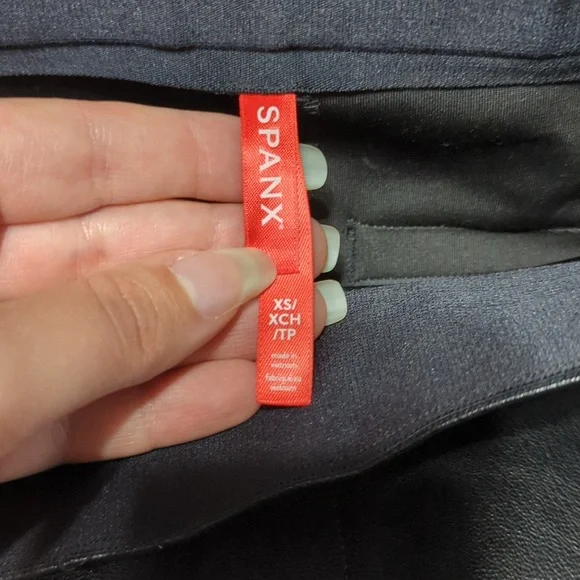 SPANX®
XS/
XCH
/TP
made in
vietnam
fabriqué au
vietnam